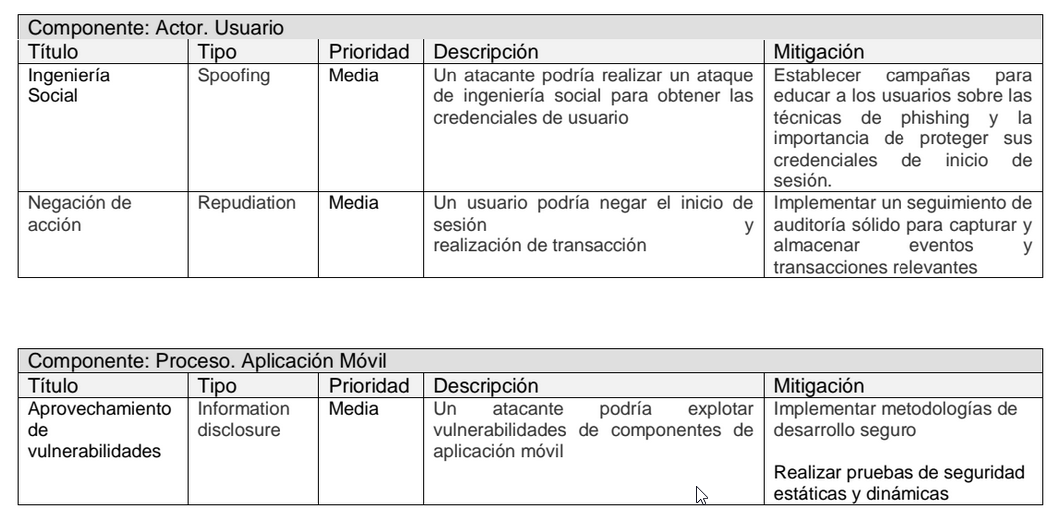 Componente: Actor. Usuario
Título Tipo Prioridad Descripción Mitigación
Ingeniería Social
Spoofing
Media
Un atacante podría realizar un ataque
de ingeniería social para obtener las
credenciales de usuario
Establecer campañas para
educar a los usuarios sobre las
técnicas de phishing y la
importancia de proteger sus
credenciales de inicio de
sesión.
Negación de
acción
Repudiation
Media
Un usuario podría negar el inicio de
sesión y
realización de transacción
Implementar un seguimiento de
auditoría sólido para capturar y
almacenar eventos y
transacciones relevantes
Componente: Proceso. Aplicación Móvil
Título Tipo Prioridad Descripción Mitigación
Aprovechamiento
de
vulnerabilidades
Information
disclosure
Media
Un atacante podría explotar
vulnerabilidades de componentes de
aplicación móvil
Implementar metodologías de
desarrollo seguro
Realizar pruebas de seguridad
estáticas y dinámicas